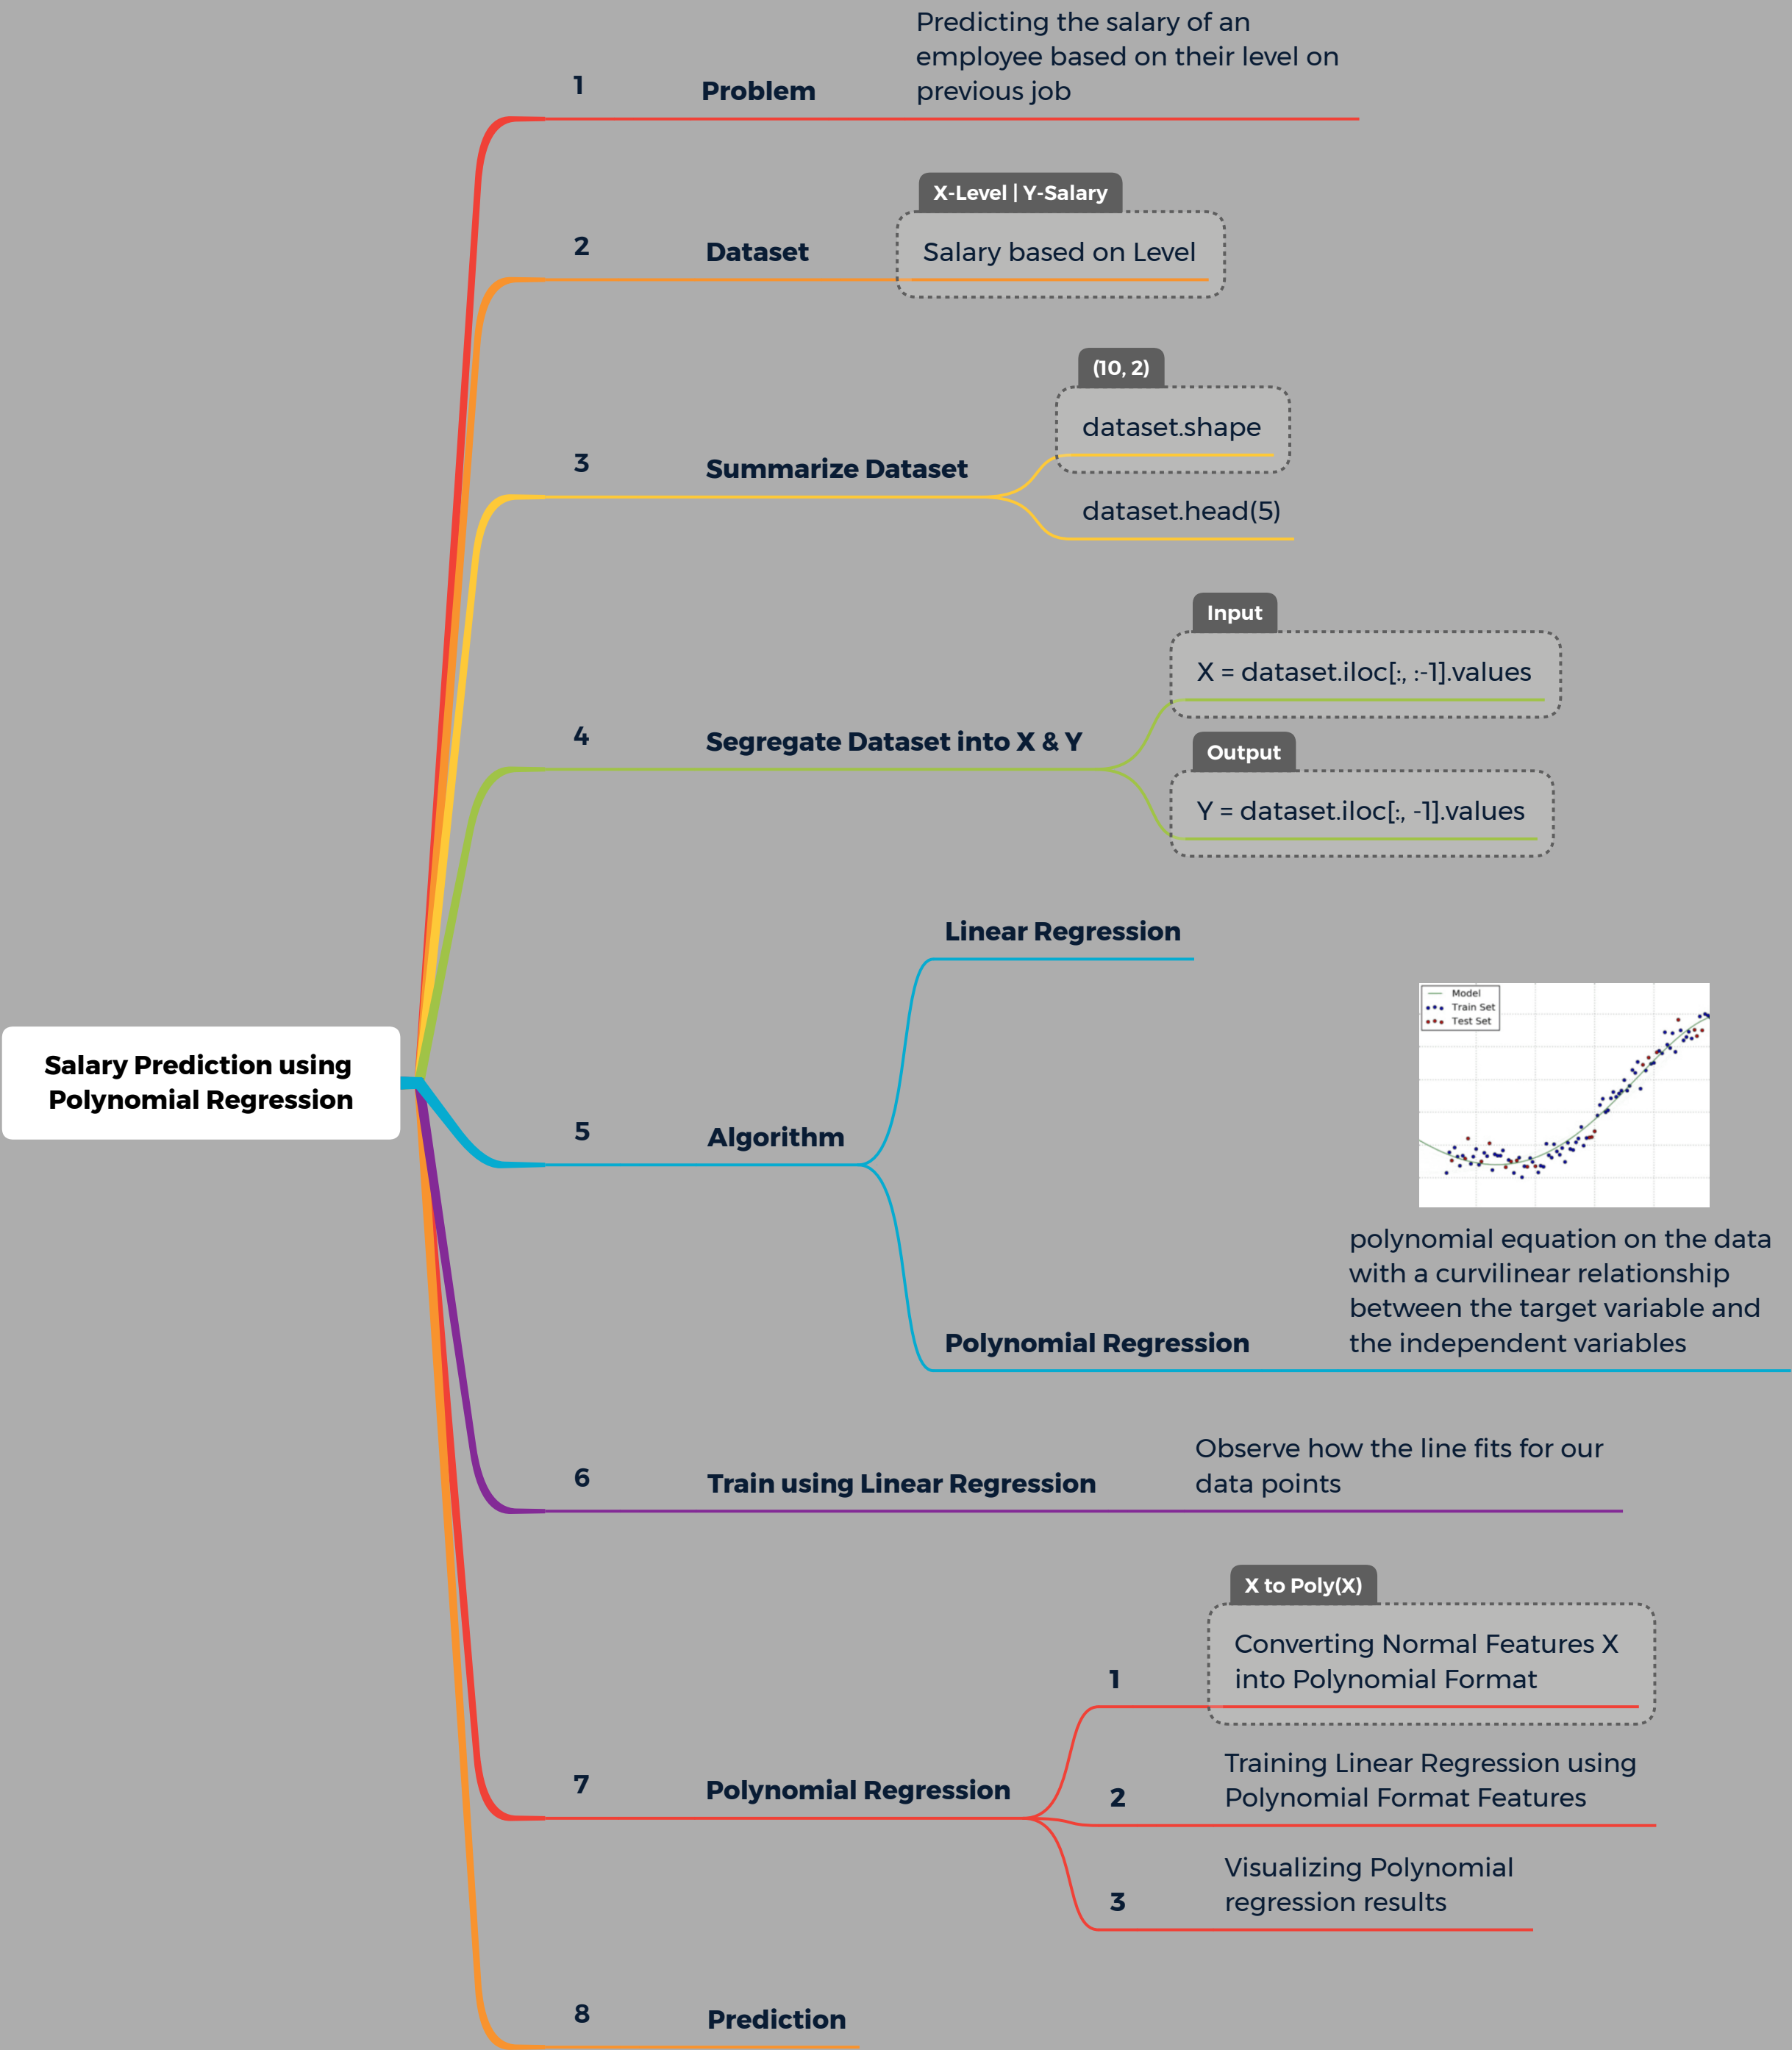 Predicting the salary of an
employee based on their level on
previous job
1
Problem
X-Level | Y-Salary
2
Dataset
Salary based on Level
(10, 2)
dataset.shape
3
Summarize Dataset
dataset.head(5)
Input
X = dataset.iloc[:, :-1].values
4
Segregate Dataset into X & Y
Output
Y = dataset.iloc[:, -1].values
Linear Regression
Model
Train Set
Test Set
Salary Prediction using
Polynomial Regression
5
Algorithm
polynomial equation on the data
with a curvilinear relationship
between the target variable and
the independent variables
Polynomial Regression
Observe how the line fits for our
data points
6
Train using Linear Regression
X to Poly(X)
Converting Normal Features X
into Polynomial Format
1
7
Polynomial Regression
Training Linear Regression using
Polynomial Format Features
2
Visualizing Polynomial
regression results
3
8
Prediction